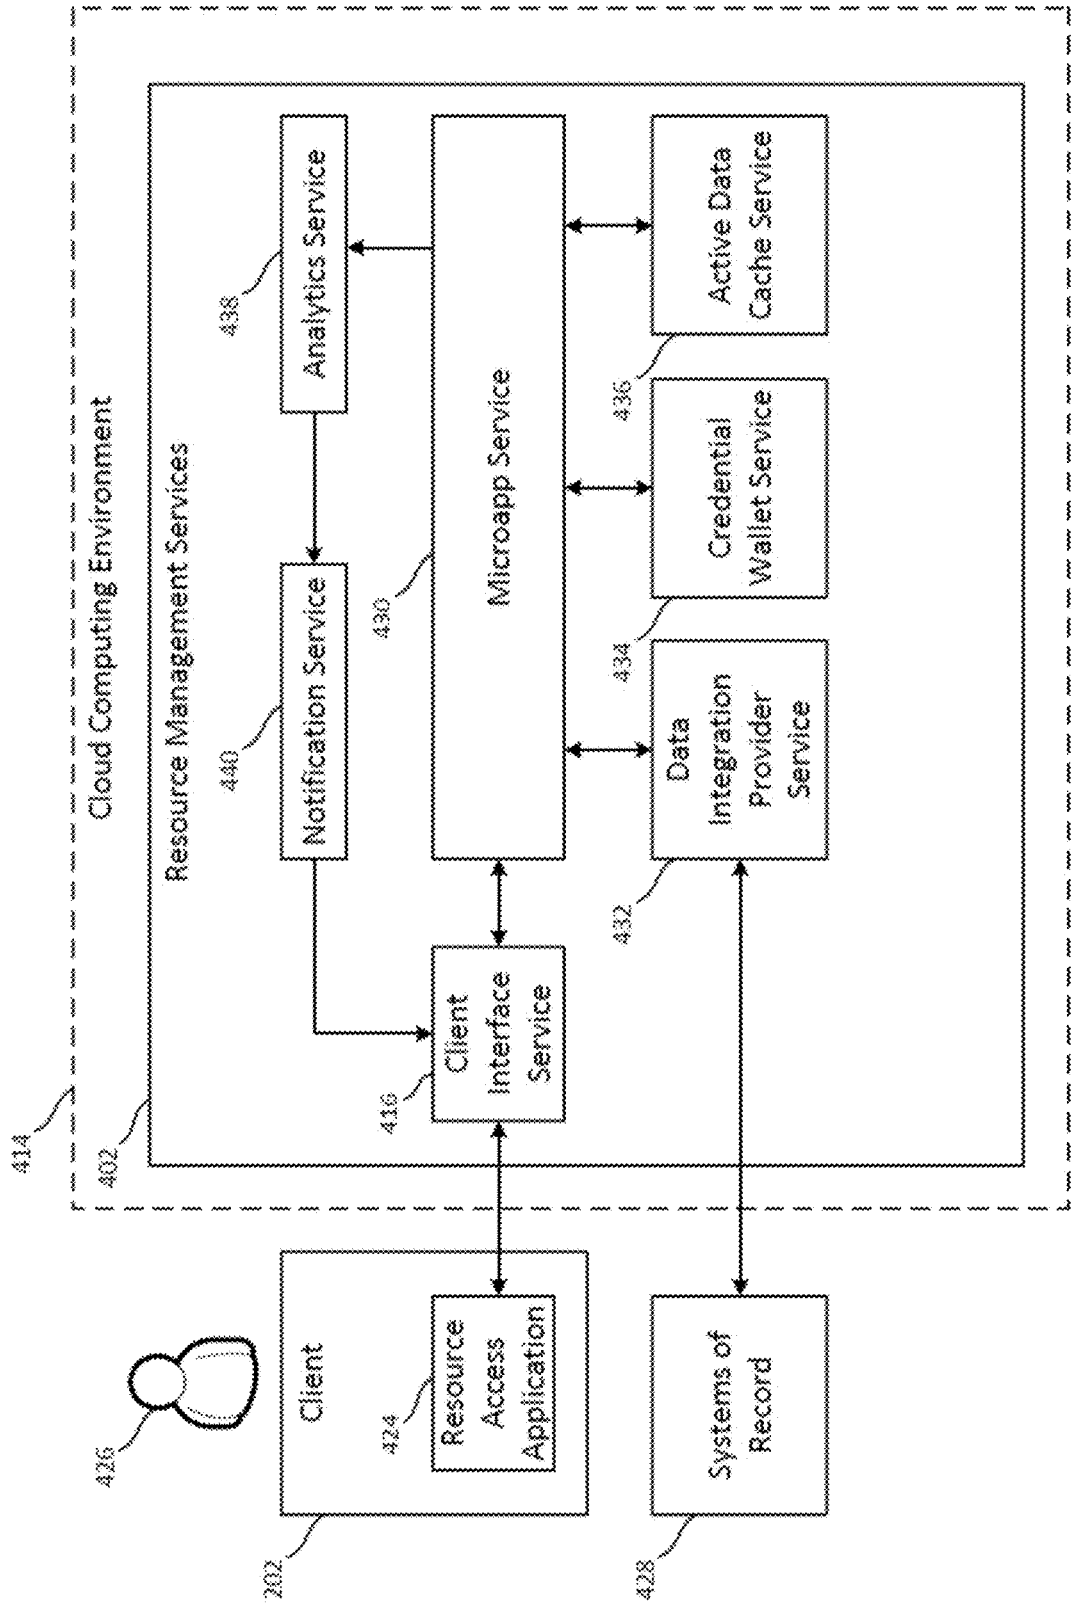 414
Cloud Computing Environment
402
Resource Management Services
426
202
Client
424
Resource
Access
Application
416
Client
Interface
Service
440
Notification Service
438
Analytics Service
430
Microapp Service
428
Systems of
Record
432
Data
Integration
Provider
Service
434
Credential
Wallet Service
436
Active Data
Cache Service